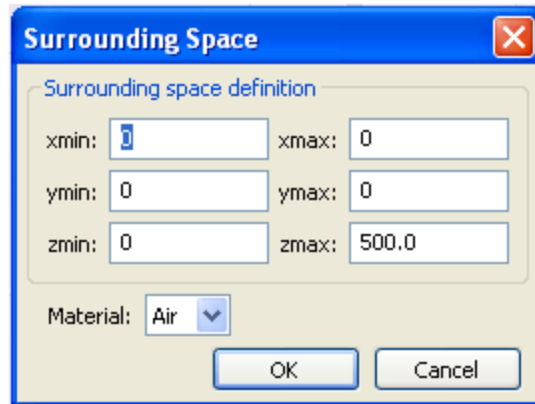 Surrounding Space
Surrounding space definition
xmin: 0 xmax: 0
ymin: 0 ymax: 0
zmin: 0 zmax: 500.0
Material: Air
OK Cancel